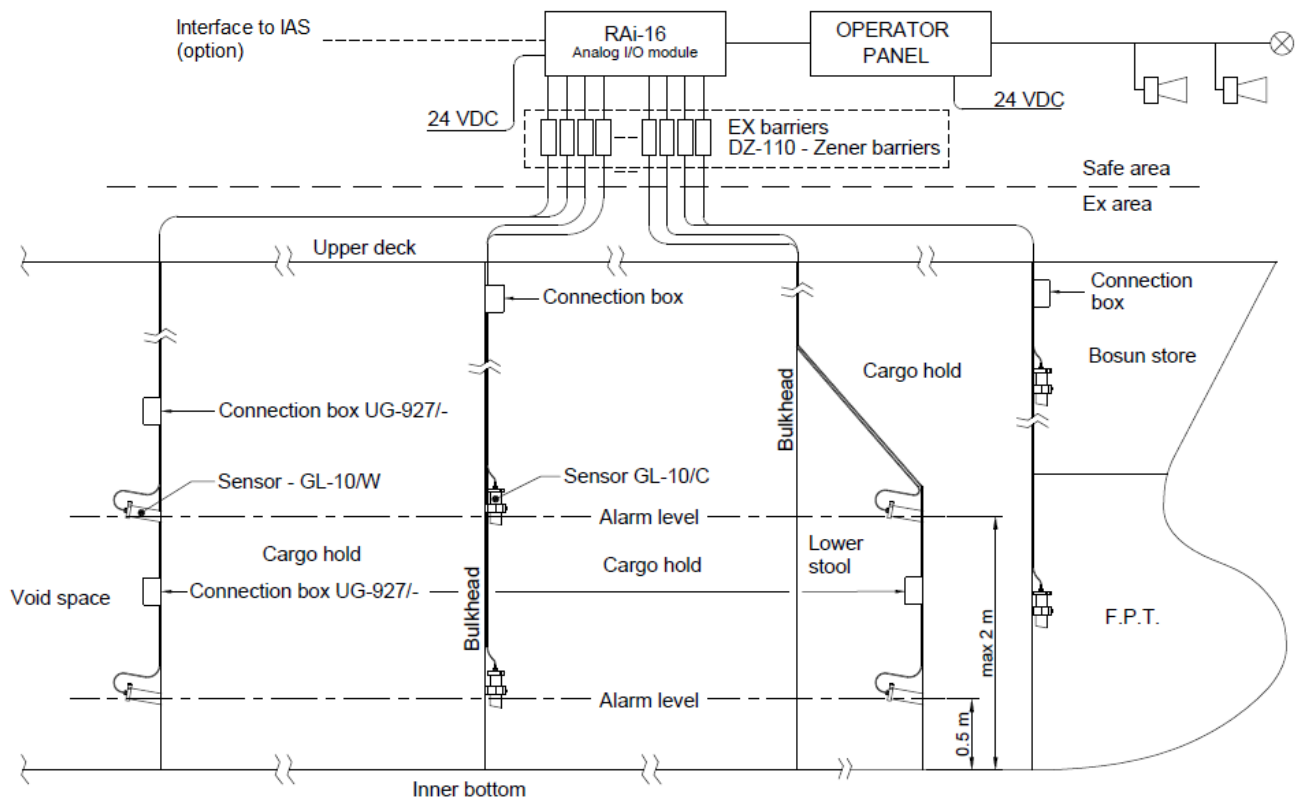 Interface to IAS
(option)
RAi-16
Analog I/O module
OPERATOR
PANEL
24 VDC
24 VDC
EX barriers
DZ-110 - Zener barriers
Safe area
Ex area
Upper deck
Connection box
Connection
box
Bosun store
Cargo hold
Bulkhead
Connection box UG-927/-
Sensor - GL-10/W
Sensor GL-10/C
Alarm level
Cargo hold
Cargo hold
Lower
stool
Void space
Connection box UG-927/-
Bulkhead
max 2 m
F.P.T.
Alarm level
0.5 m
Inner bottom